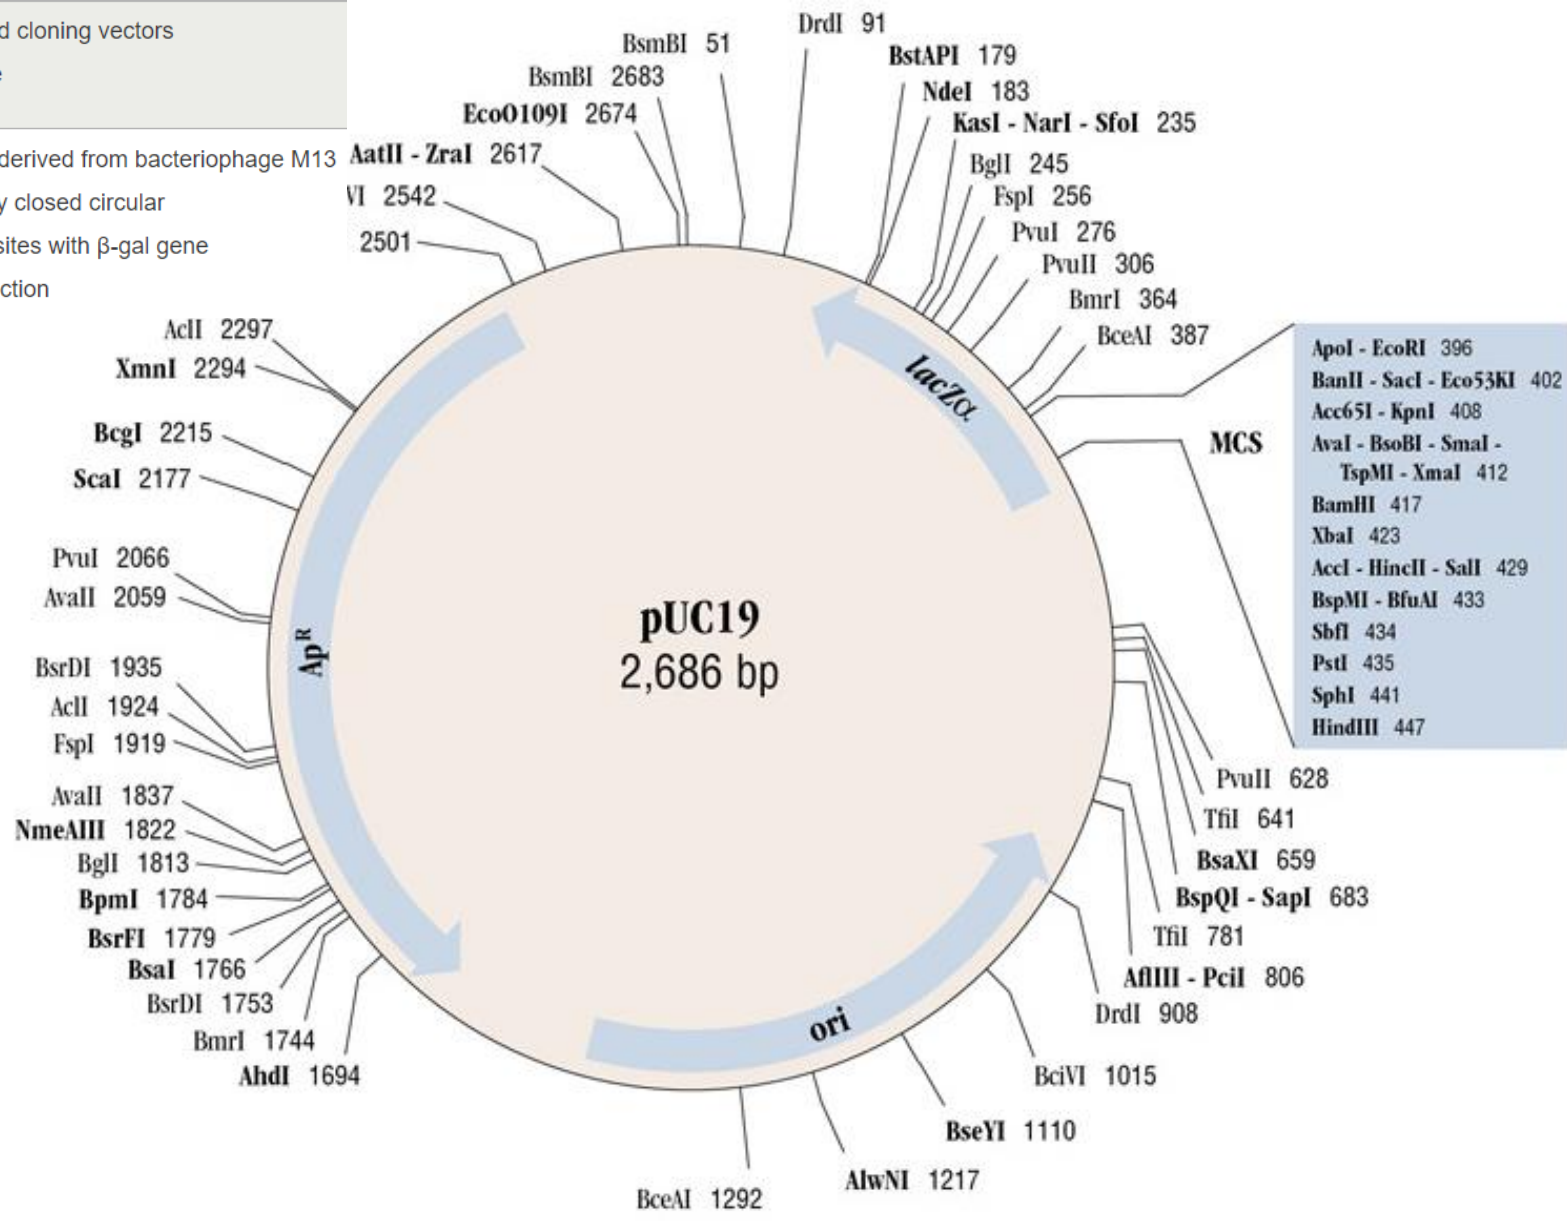 d cloning vectors
e
derived from bacteriophage M13
y closed circular
sites with β-gal gene
ction
DrdI 91
BsmBI 51
BsmBI 2683
EcoO109I 2674
AatII - ZraI 2617
VI 2542
2501
BstAPI 179
NdeI 183
KasI - NarI - SfoI 235
BglI 245
FspI 256
PvuI 276
PvuII 306
BmrI 364
BceAI 387
AclI 2297
XmnI 2294
BcgI 2215
ScaI 2177
PvuI 2066
AvaII 2059
BsrDI 1935
AclI 1924
FspI 1919
AvaII 1837
NmeAIII 1822
BglI 1813
BpmI 1784
BsrFI 1779
BsaI 1766
BsrDI 1753
BmrI 1744
AhdI 1694
lacZα
ApR
pUC19
2,686 bp
ori
MCS
ApoI - EcoRI 396
BanII - SacI - Eco53KI 402
Acc65I - KpnI 408
AvaI - BsoBI - SmaI -
TspMI - XmaI 412
BamHI 417
XbaI 423
AccI - HincII - SalI 429
BspMI - BfuAI 433
SbfI 434
PstI 435
SphI 441
HindIII 447
PvuII 628
TfiI 641
BsaXI 659
BspQI - SapI 683
TfiI 781
AflIII - PciI 806
DrdI 908
BciVI 1015
BseYI 1110
AlwNI 1217
BceAI 1292